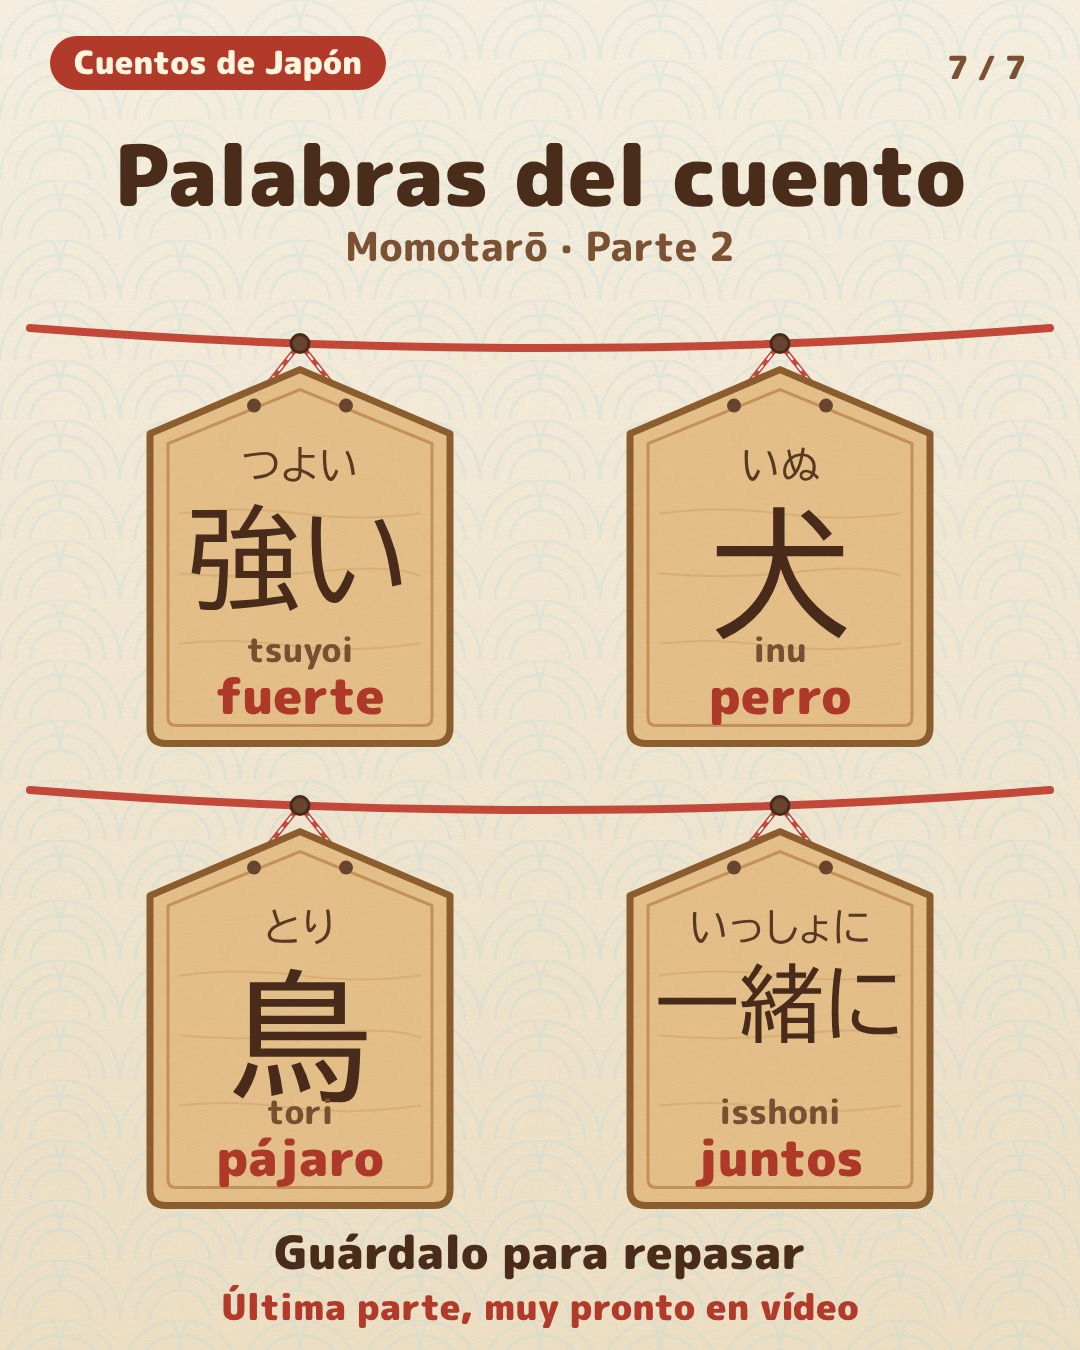 Cuentos de Japón
7 / 7
Palabras del cuento
Momotarō · Parte 2
つよい
強い
tsuyoi
fuerte
いぬ
犬
inu
perro
とり
鳥
tori
pájaro
いっしょに
一緒に
isshoni
juntos
Guárdalo para repasar
Última parte, muy pronto en vídeo